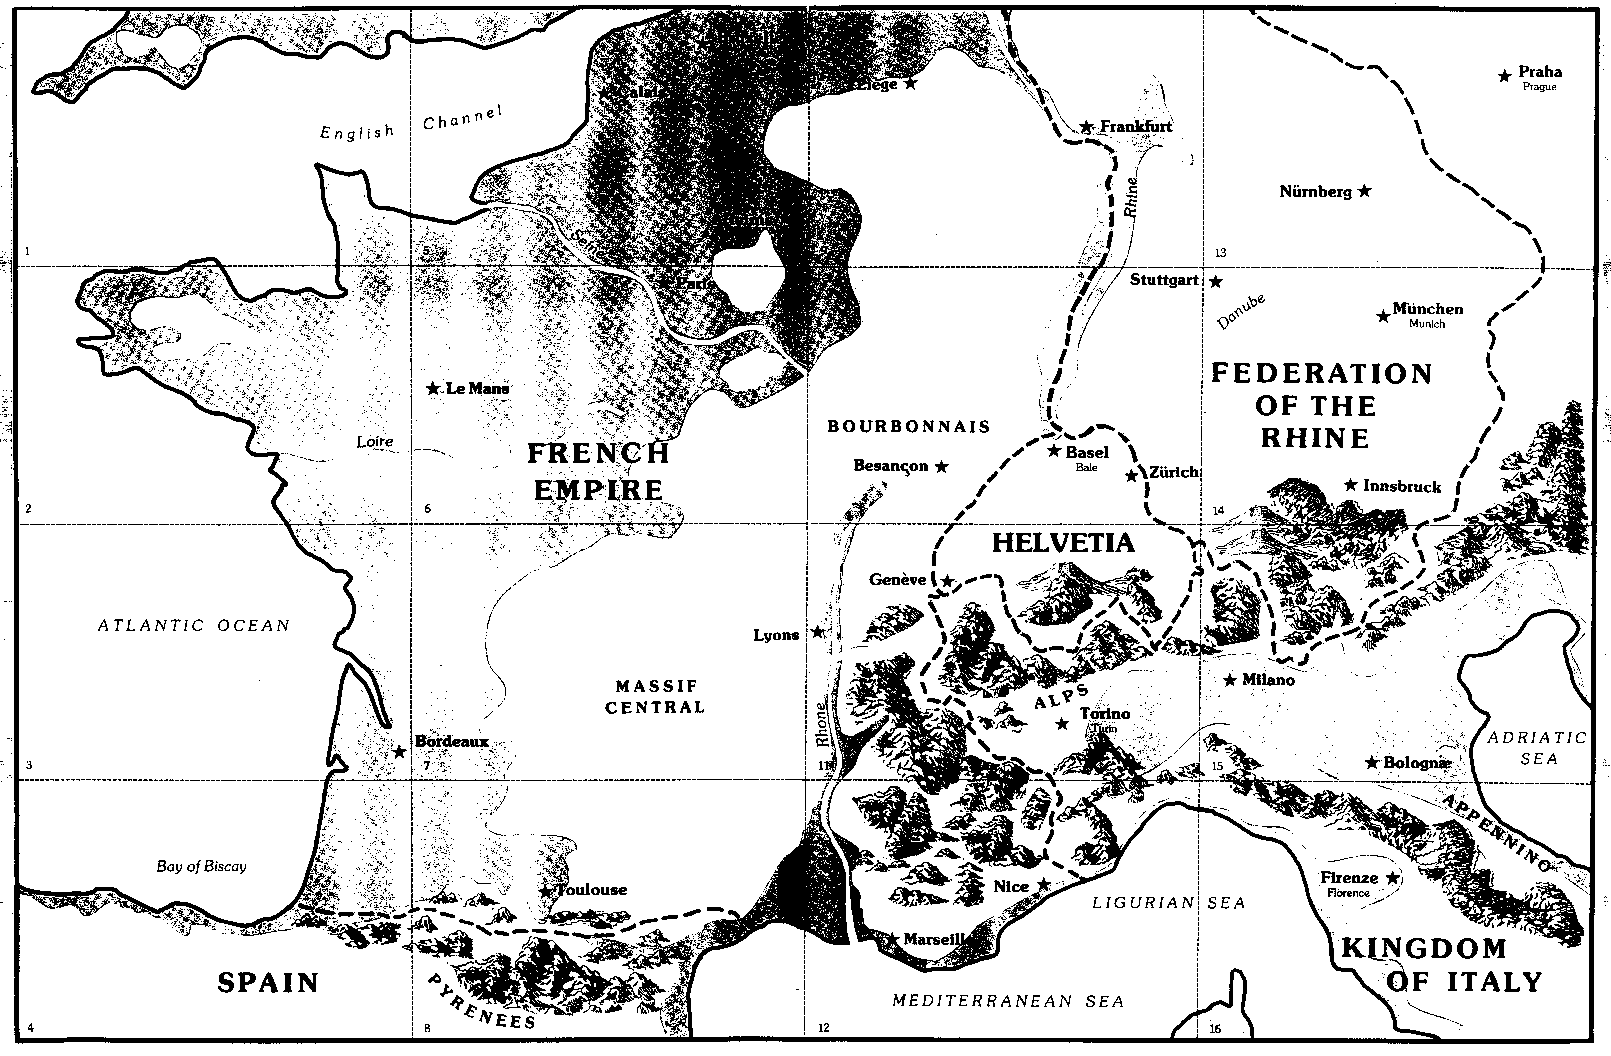 Praha
Prague
Liege
English Channel
Frankfurt
Rhine
Nürnberg
1
5
13
Stuttgart
Paris
Danube
München
Munich
Le Mans
FEDERATION
OF THE
RHINE
BOURBONNAIS
Loire
FRENCH
EMPIRE
Basel
Bale
Besançon
Zürich
Innsbruck
2
6
14
HELVETIA
Genève
ATLANTIC OCEAN
Lyons
MASSIF
CENTRAL
Milano
ALPS
Torino
Turin
Rhone
Bordeaux
ADRIATIC
SEA
Bologna
3
7
11
15
APPENNINO
Bay of Biscay
Toulouse
Nice
Firenze
Florence
LIGURIAN SEA
Marseill
KINGDOM
OF ITALY
SPAIN
PYRENEES
MEDITERRANEAN SEA
4
8
12
16